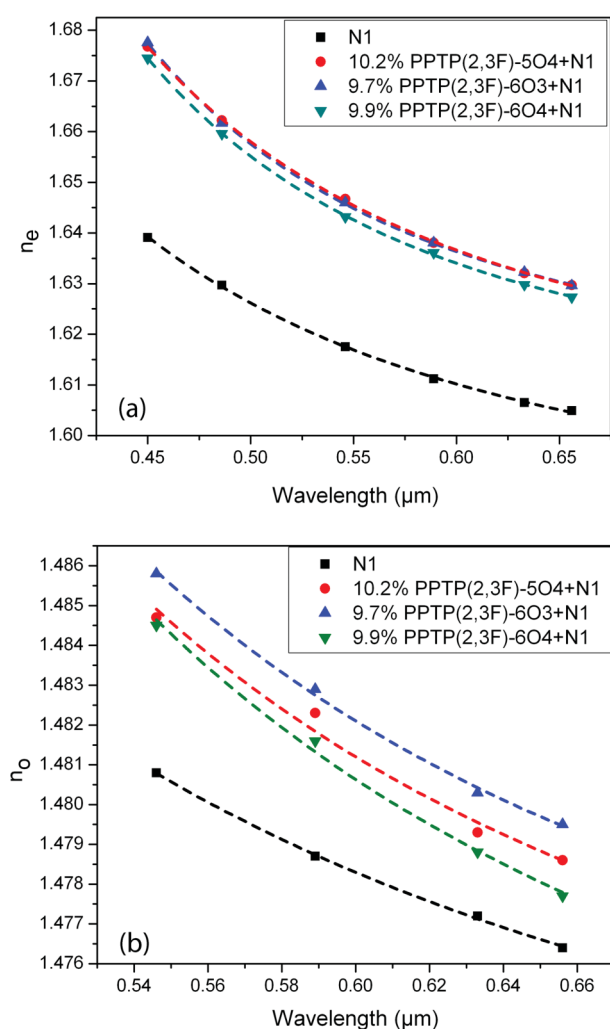 1.68
1.67
1.66
1.65
1.64
1.63
1.62
1.61
1.60
n_e
N1
10.2% PPTP(2,3F)-5O4+N1
9.7% PPTP(2,3F)-6O3+N1
9.9% PPTP(2,3F)-6O4+N1
(a)
0.45 0.50 0.55 0.60 0.65
Wavelength (µm)
1.486
1.485
1.484
1.483
1.482
1.481
1.480
1.479
1.478
1.477
1.476
n_o
N1
10.2% PPTP(2,3F)-5O4+N1
9.7% PPTP(2,3F)-6O3+N1
9.9% PPTP(2,3F)-6O4+N1
(b)
0.54 0.56 0.58 0.60 0.62 0.64 0.66
Wavelength (µm)